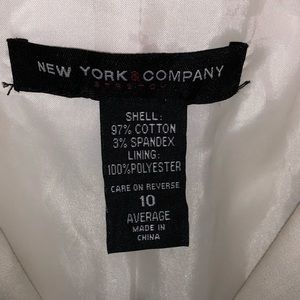 NEW YORK & COMPANY
STRETCH
SHELL:
97% COTTON
3% SPANDEX
LINING:
100%POLYESTER
CARE ON REVERSE
10
AVERAGE
MADE IN
CHINA